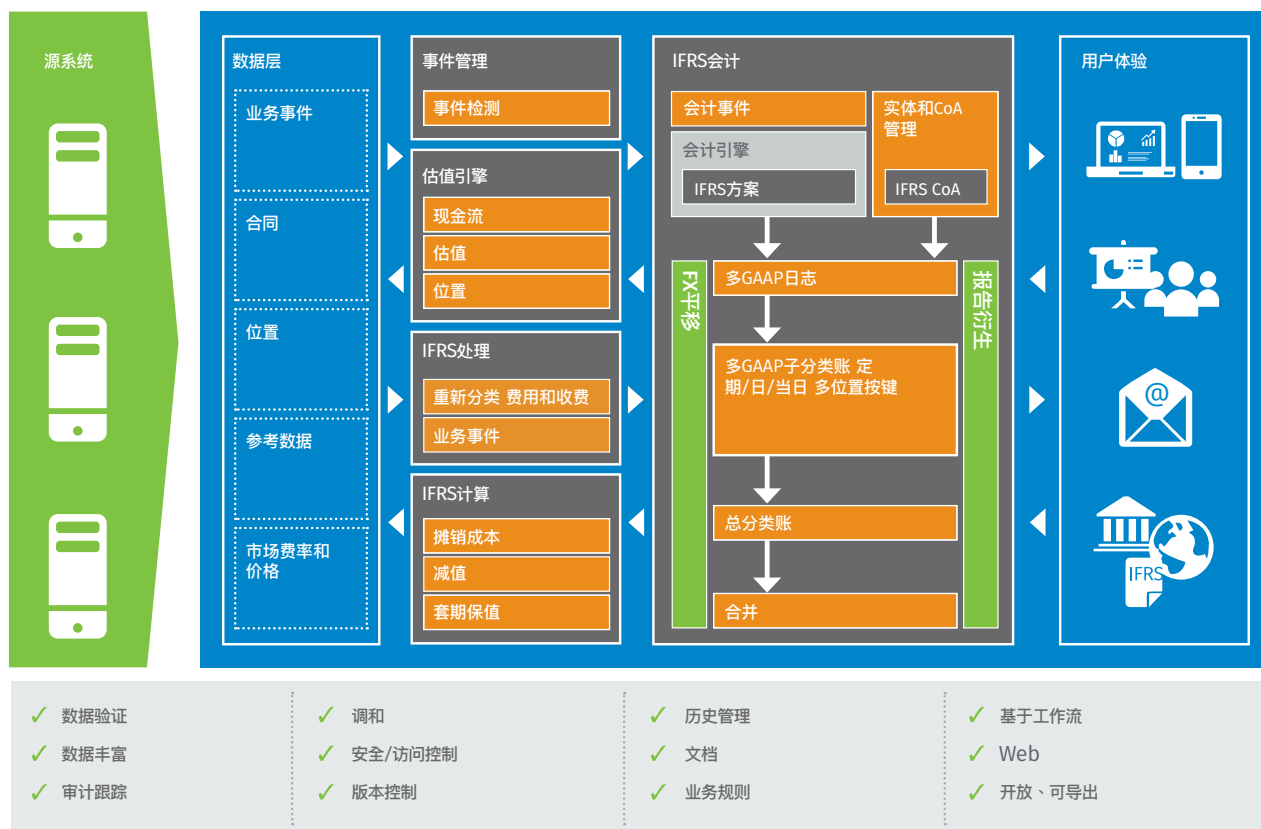 源系统
数据层
业务事件
合同
位置
参考数据
市场费率和
价格
事件管理
事件检测
估值引擎
现金流
估值
位置
IFRS处理
重新分类 费用和收费
业务事件
IFRS计算
摊销成本
减值
套期保值
IFRS会计
会计事件
会计引擎
IFRS方案
实体和CoA
管理
IFRS CoA
FX平移
多GAAP日志
多GAAP子分类账 定
期/日/当日 多位置按键
总分类账
合并
报告衍生
用户体验
@
IFRS
✓ 数据验证
✓ 数据丰富
✓ 审计跟踪
✓ 调和
✓ 安全/访问控制
✓ 版本控制
✓ 历史管理
✓ 文档
✓ 业务规则
✓ 基于工作流
✓ Web
✓ 开放、可导出